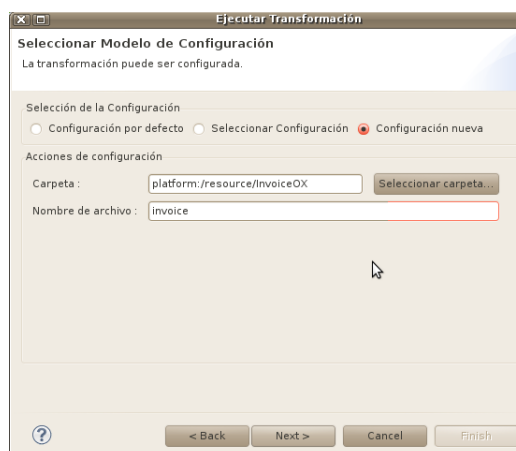 Ejecutar Transformación
Seleccionar Modelo de Configuración
La transformación puede ser configurada.
Selección de la Configuración
Configuración por defecto Seleccionar Configuración Configuración nueva
Acciones de configuración
Carpeta : platform:/resource/InvoiceOX Seleccionar carpeta...
Nombre de archivo : invoice
? < Back Next > Cancel Finish